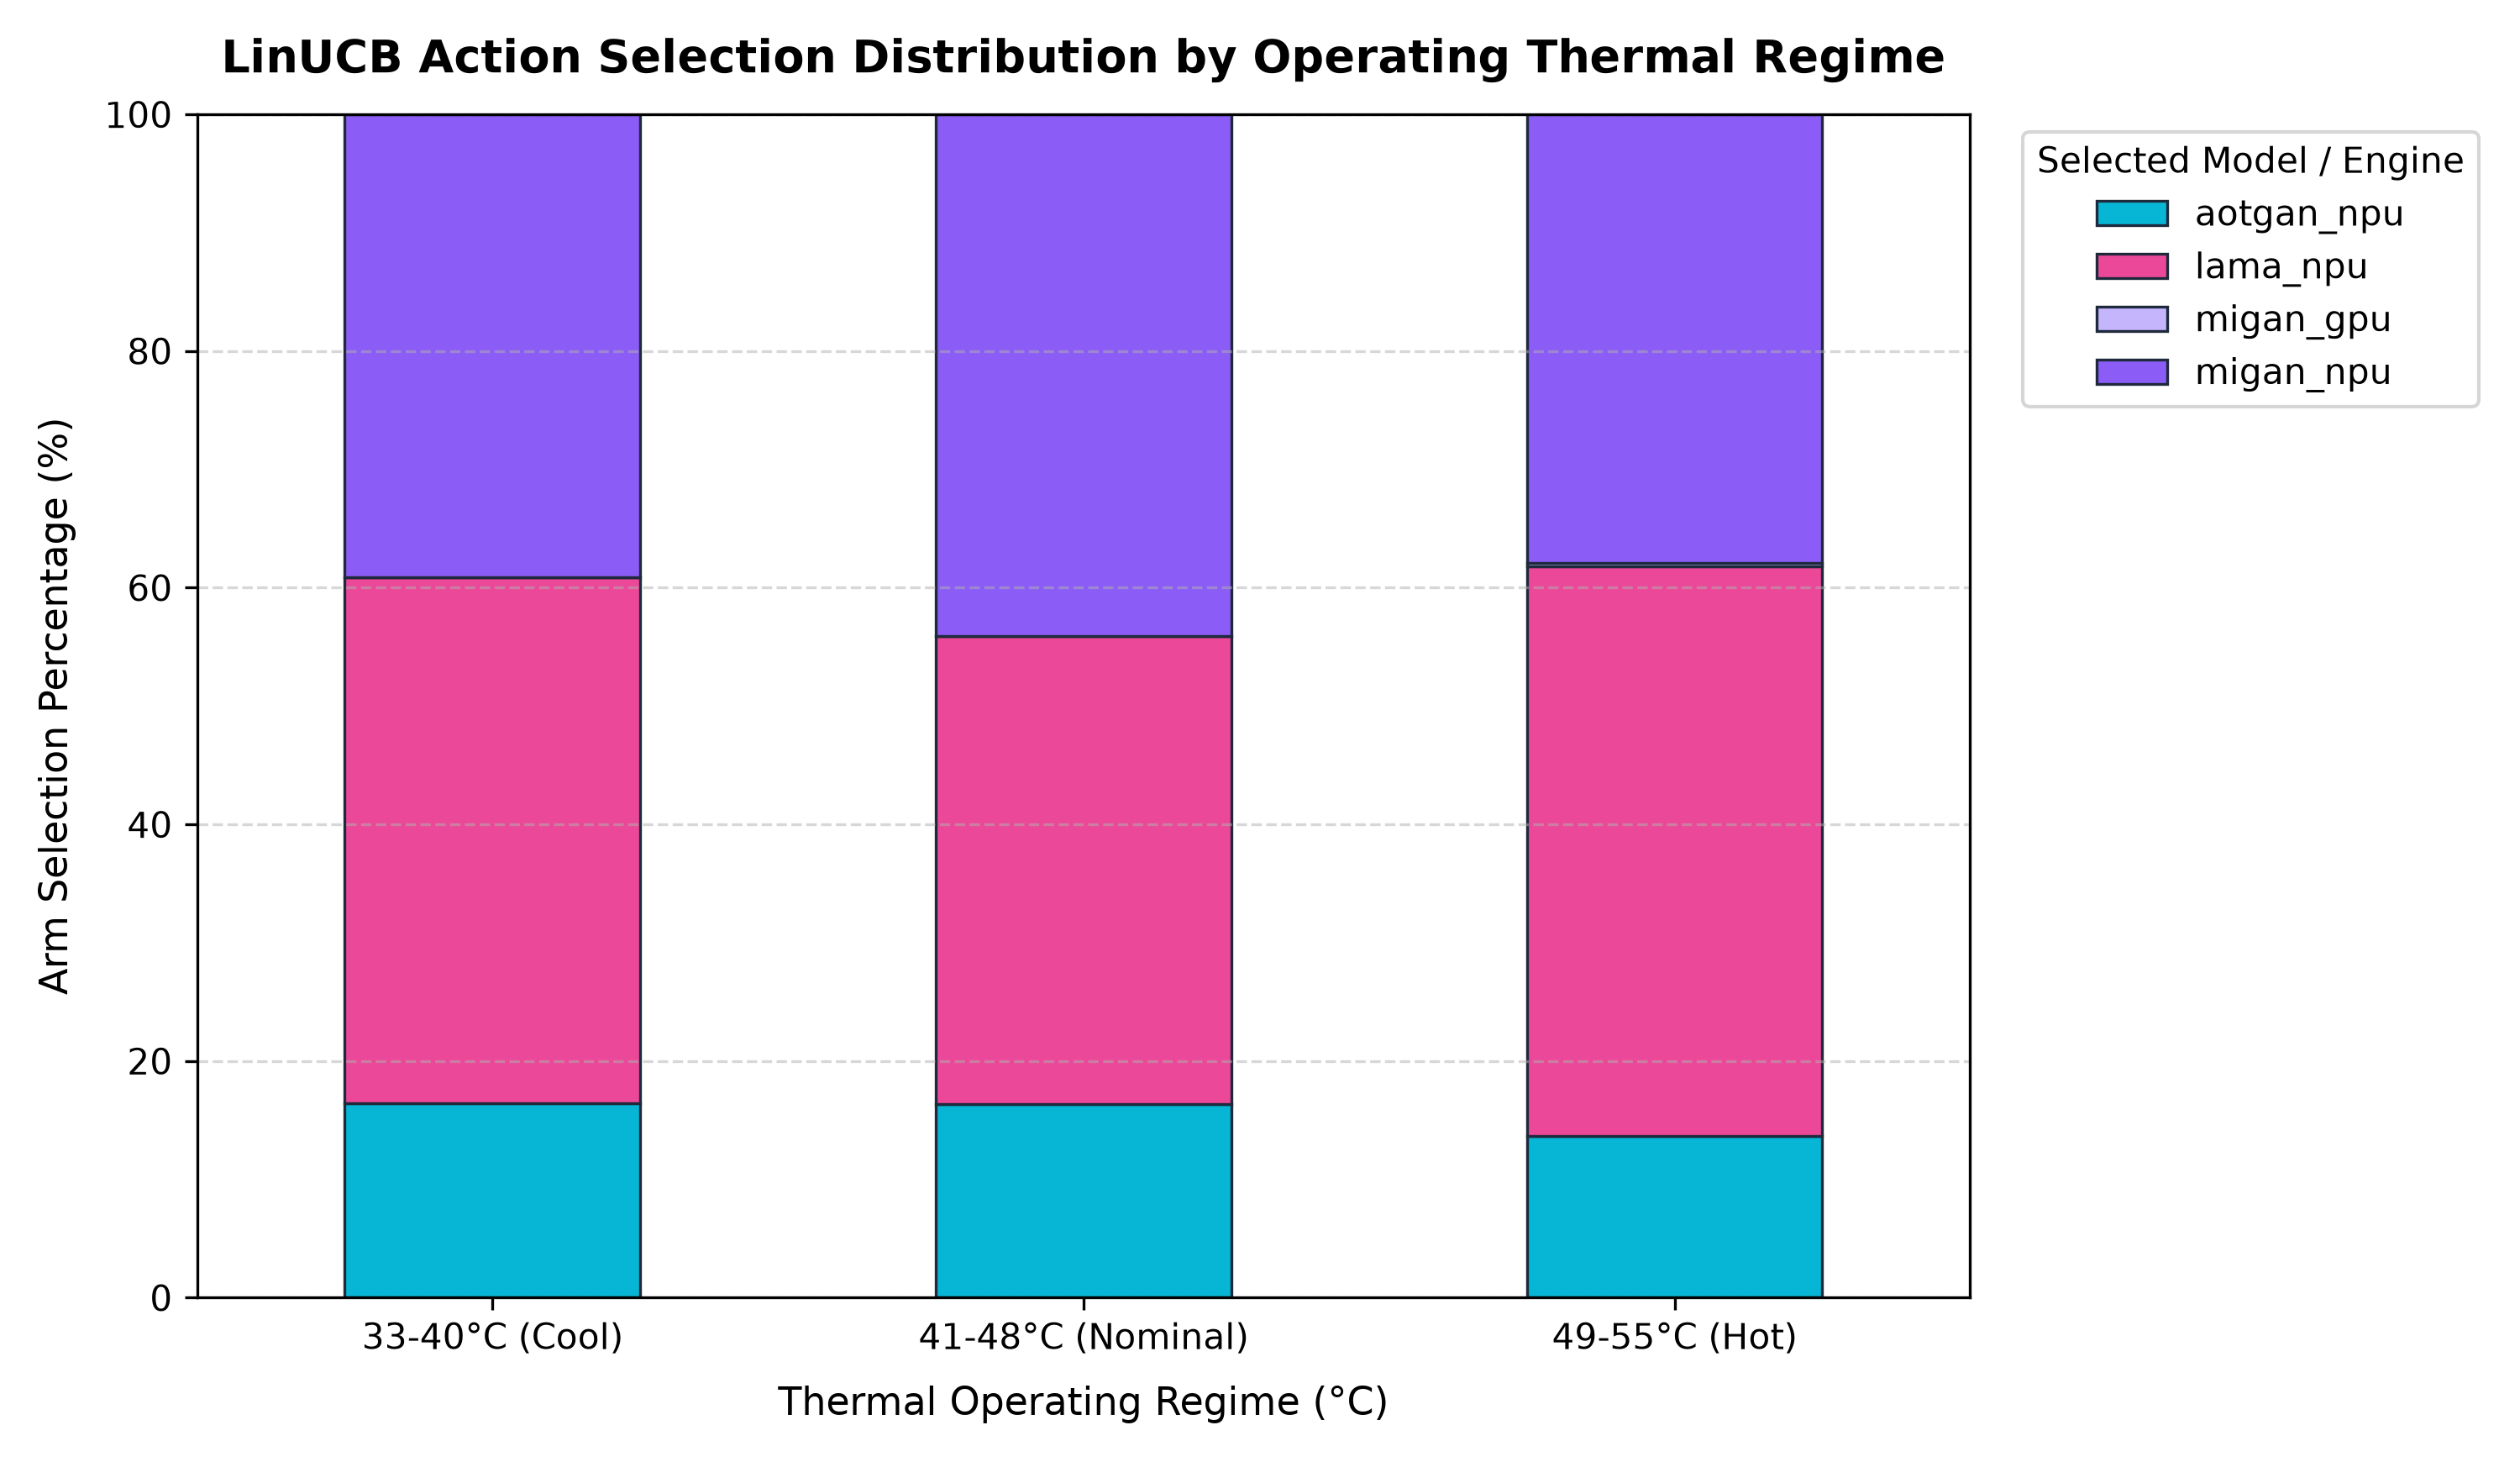 LinUCB Action Selection Distribution by Operating Thermal Regime
Arm Selection Percentage (%)
100
80
60
40
20
0
33-40°C (Cool)
41-48°C (Nominal)
49-55°C (Hot)
Thermal Operating Regime (°C)
Selected Model / Engine
aotgan_npu
lama_npu
migan_gpu
migan_npu